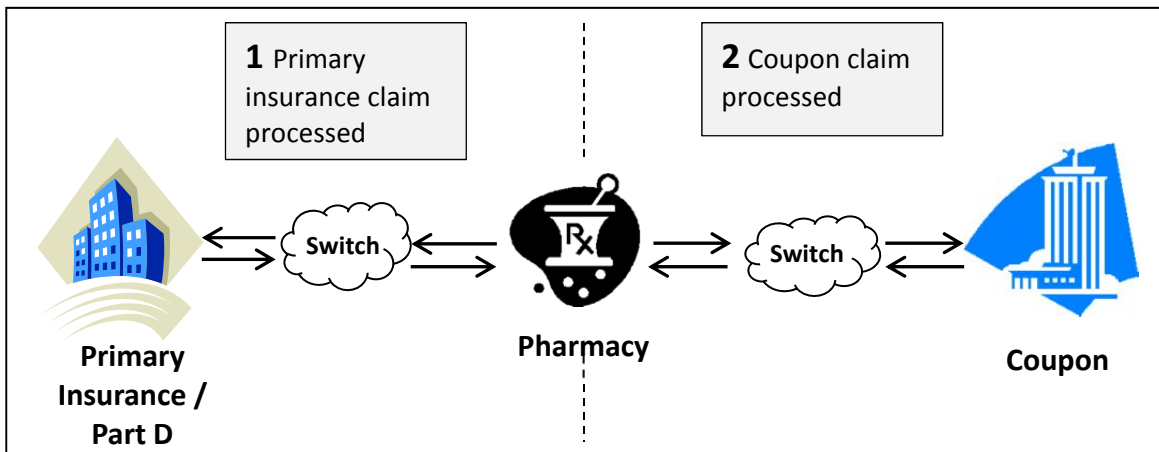 1 Primary
insurance claim
processed
2 Coupon claim
processed
Switch
Rx
Switch
Primary
Insurance /
Part D
Pharmacy
Coupon